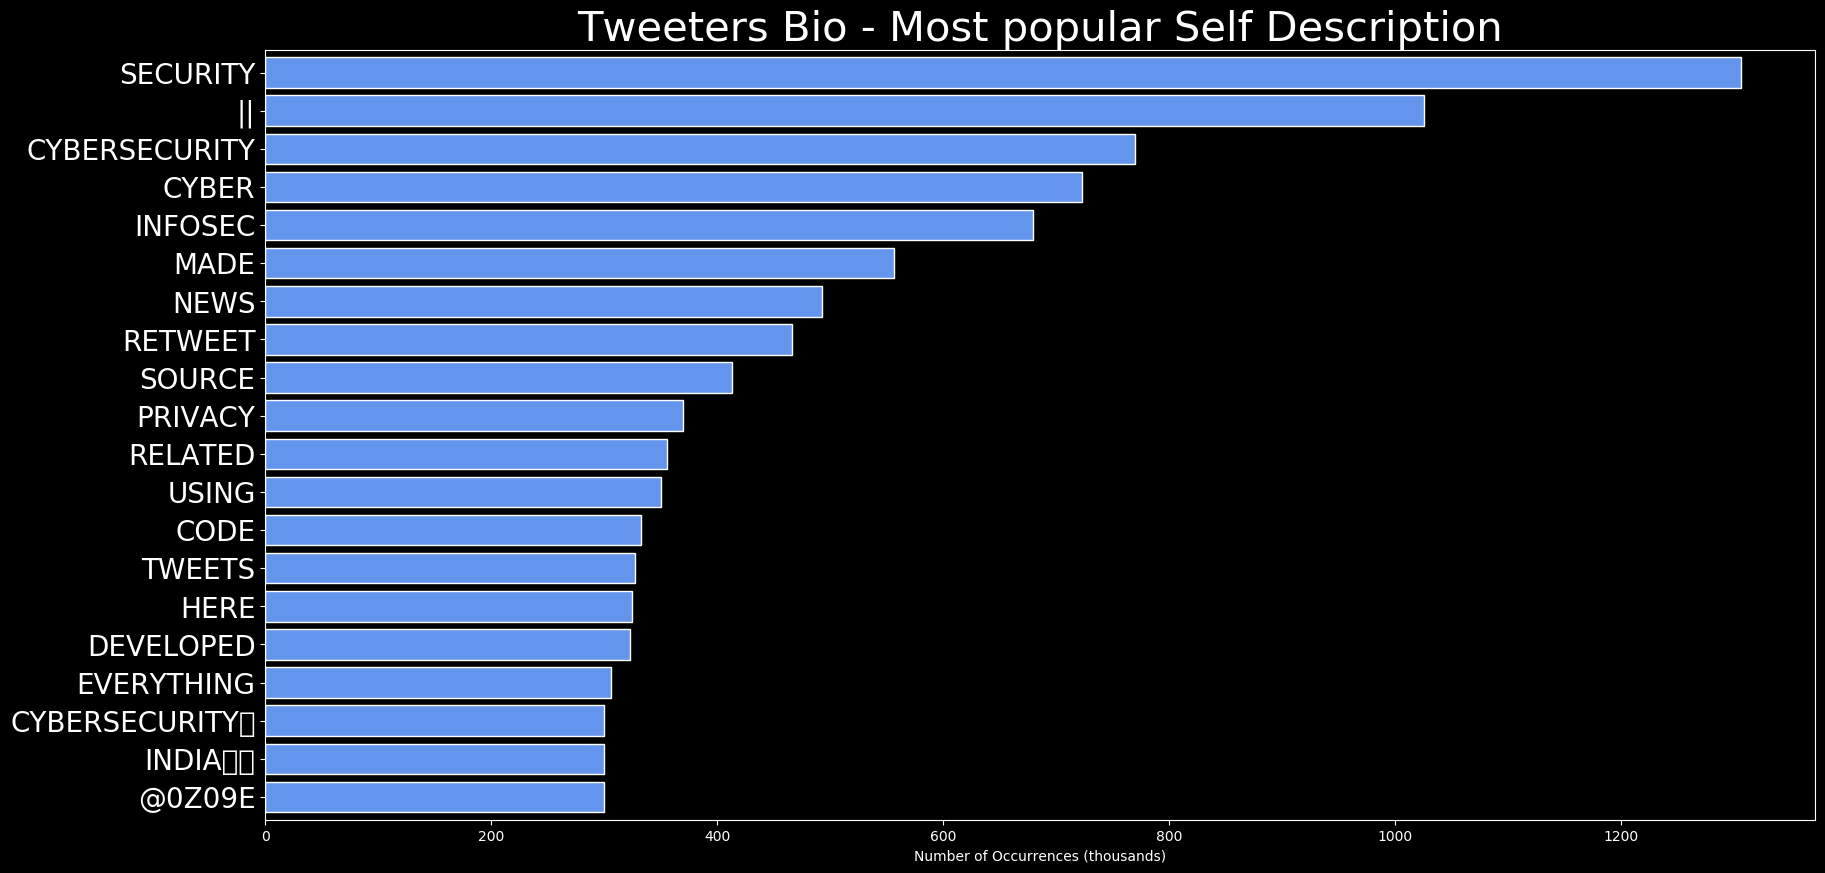 Tweeters Bio - Most popular Self Description
SECURITY
||
CYBERSECURITY
CYBER
INFOSEC
MADE
NEWS
RETWEET
SOURCE
PRIVACY
RELATED
USING
CODE
TWEETS
HERE
DEVELOPED
EVERYTHING
CYBERSECURITY▯
INDIA▯▯
@0Z09E
0 200 400 600 800 1000 1200
Number of Occurrences (thousands)